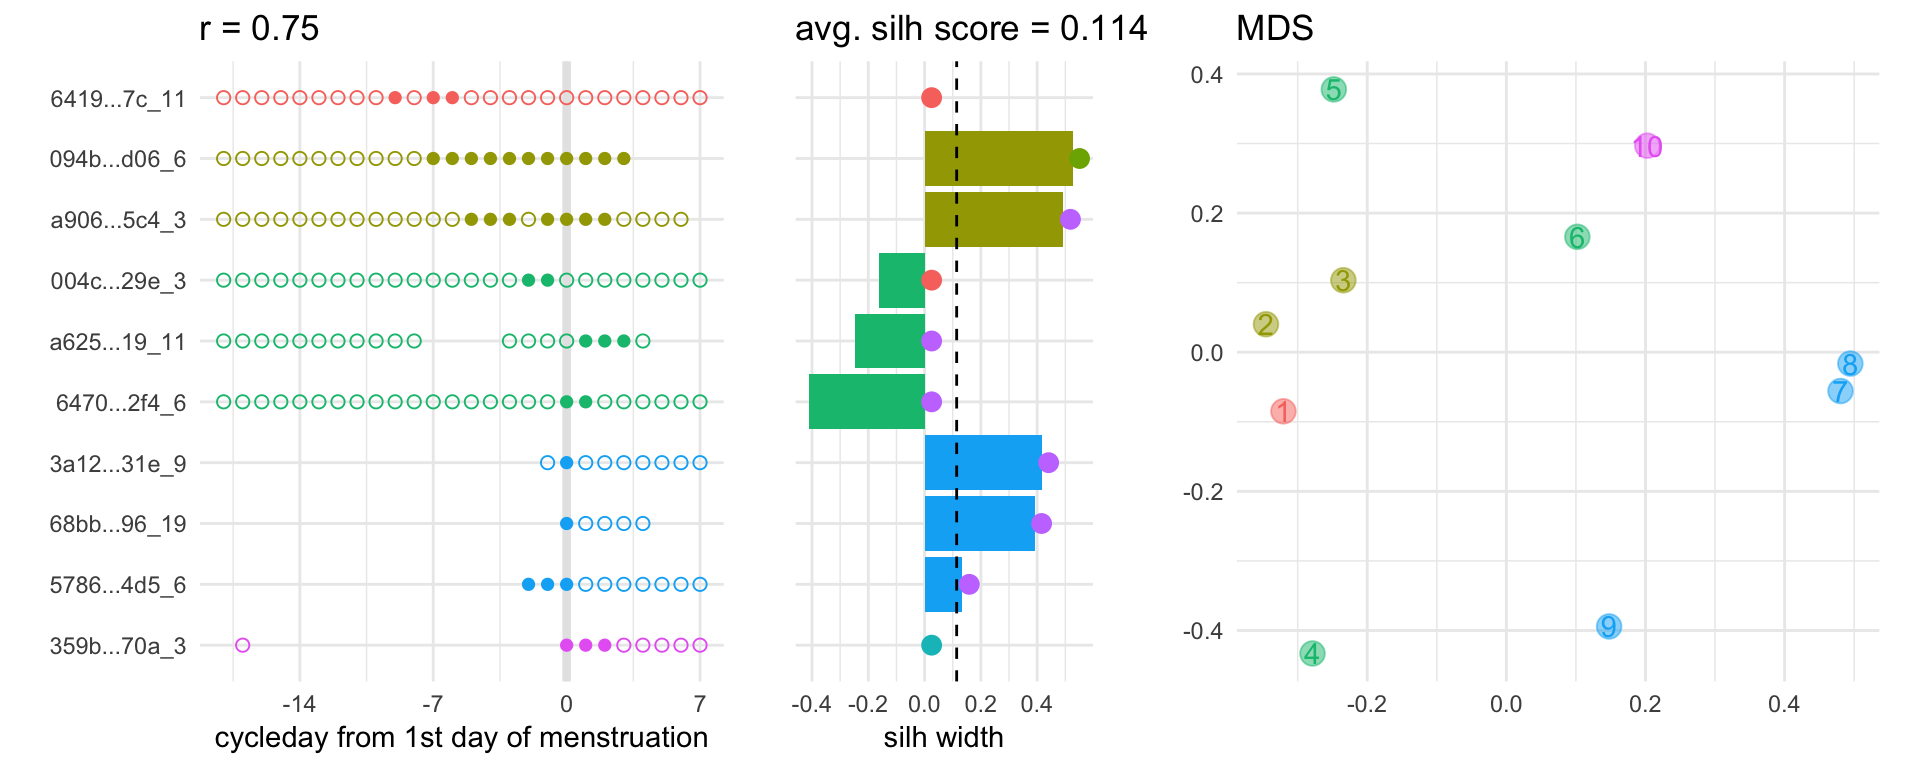 r = 0.75
avg. silh score = 0.114
MDS
6419...7c_11
094b...d06_6
a906...5c4_3
004c...29e_3
a625...19_11
6470...2f4_6
3a12...31e_9
68bb...96_19
5786...4d5_6
359b...70a_3
-14 -7 0 7
cycleday from 1st day of menstruation
-0.4 -0.2 0.0 0.2 0.4
silh width
0.4
0.2
0.0
-0.2
-0.4
5
10
6
3
2
8
7
1
9
4
-0.2 0.0 0.2 0.4